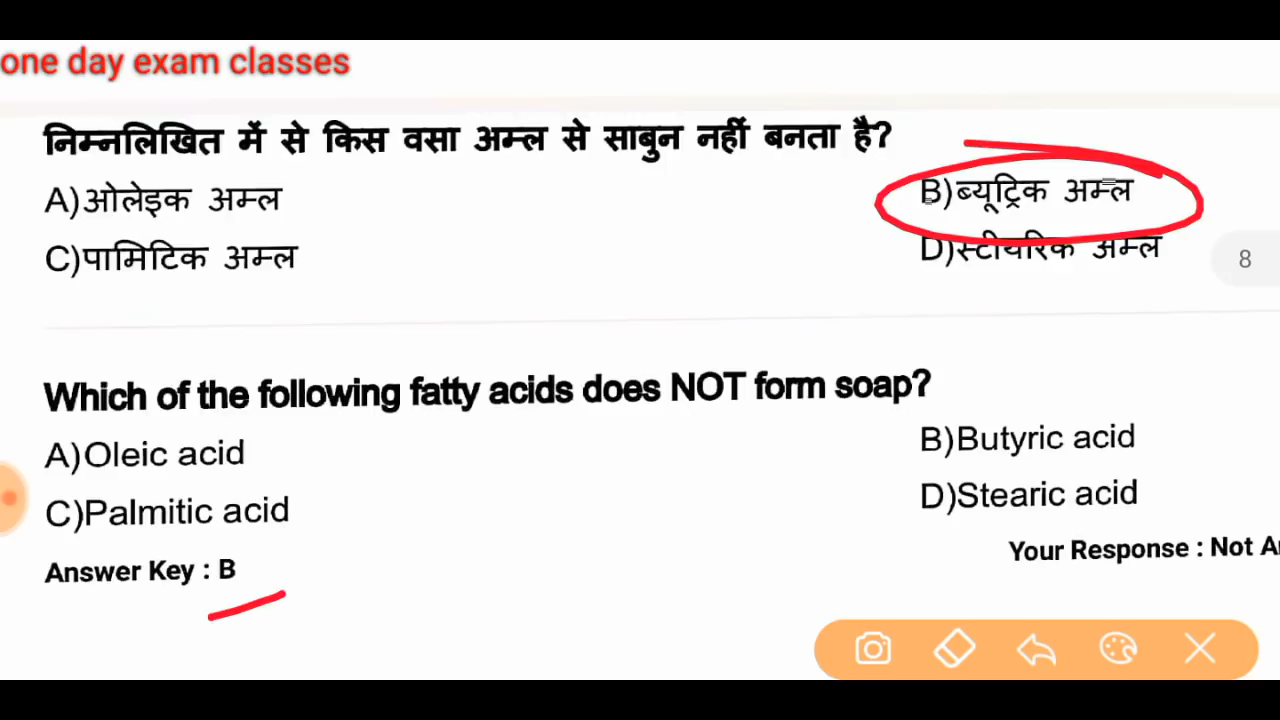 one day exam classes
निम्नलिखित में से किस वसा अम्ल से साबुन नहीं बनता है?
A)ओलेइक अम्ल B)ब्यूट्रिक अम्ल
C)पामिटिक अम्ल D)स्टीयरिक अम्ल
8
Which of the following fatty acids does NOT form soap?
A)Oleic acid B)Butyric acid
C)Palmitic acid D)Stearic acid
Answer Key : B Your Response : Not